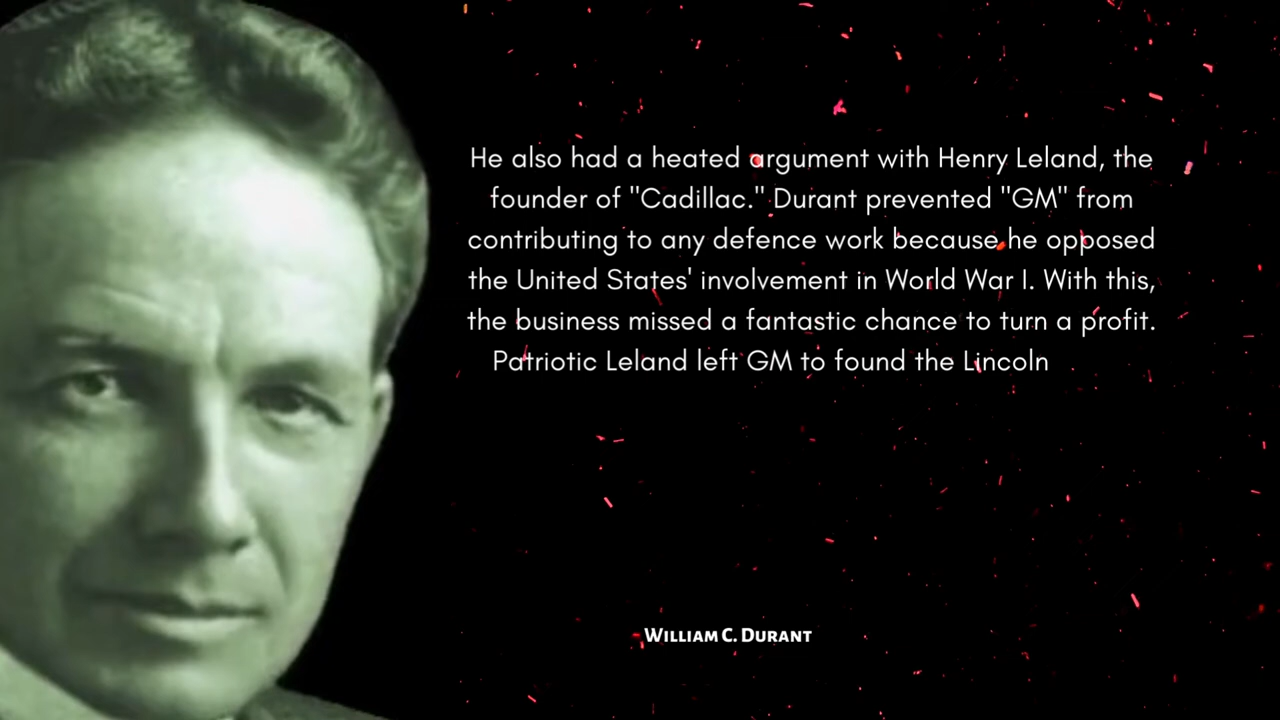 He also had a heated argument with Henry Leland, the
founder of "Cadillac." Durant prevented "GM" from
contributing to any defence work because he opposed
the United States' involvement in World War I. With this,
the business missed a fantastic chance to turn a profit.
Patriotic Leland left GM to found the Lincoln
William C. Durant